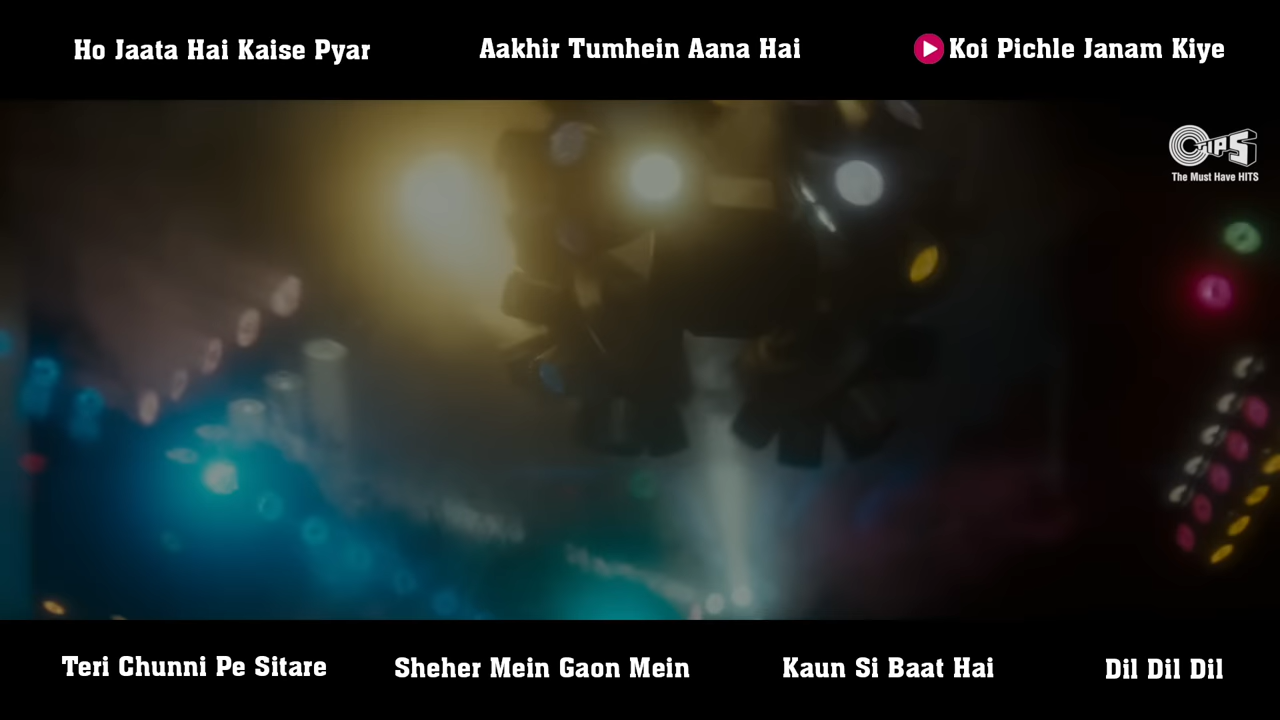 Ho Jaata Hai Kaise Pyar
Aakhir Tumhein Aana Hai
Koi Pichle Janam Kiye
TIPS
The Must Have HITS
Teri Chunni Pe Sitare
Sheher Mein Gaon Mein
Kaun Si Baat Hai
Dil Dil Dil